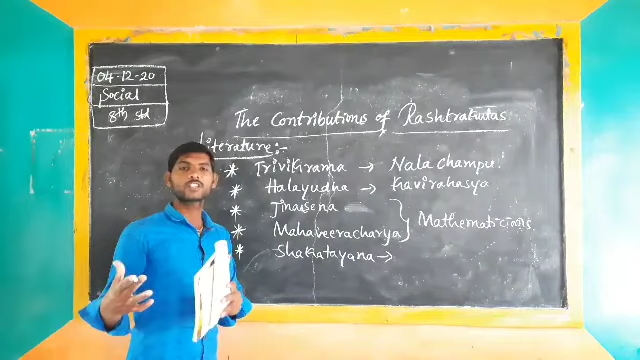 04-12-20
Social
8th std
The Contributions of Rashtrakutas
Literature:-
* Trivikrama → Nala Champu.
* Halayudha → Kavirahasya
* Jinasena
* Mahaveeracharya } Mathematicians.
* Shakatayana →